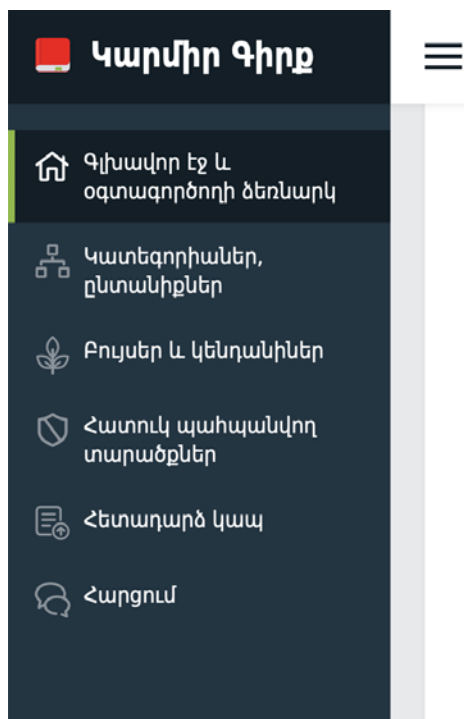 Կարմիր Գիրք
Գլխավոր էջ և
օգտագործողի ձեռնարկ
Կատեգորիաներ,
ընտանիքներ
Բույսեր և կենդանիներ
Հատուկ պահպանվող
տարածքներ
Հետադարձ կապ
Հարցում